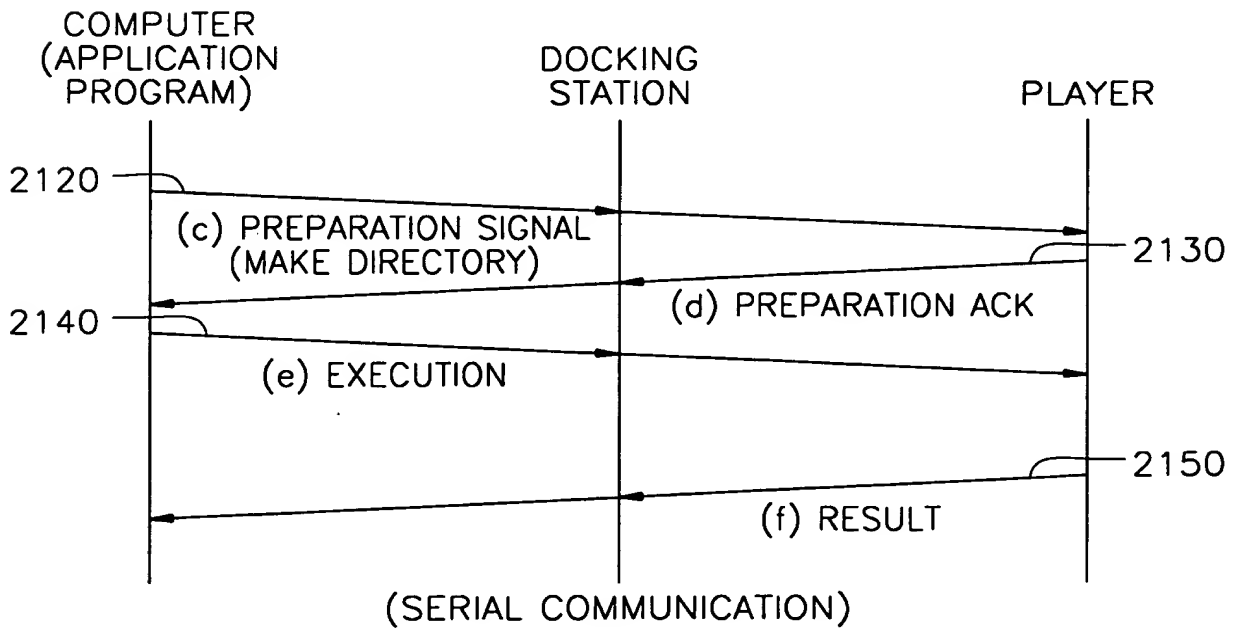 COMPUTER
(APPLICATION
PROGRAM)
DOCKING
STATION
PLAYER
2120
(c) PREPARATION SIGNAL
(MAKE DIRECTORY)
2130
(d) PREPARATION ACK
2140
(e) EXECUTION
2150
(f) RESULT
(SERIAL COMMUNICATION)